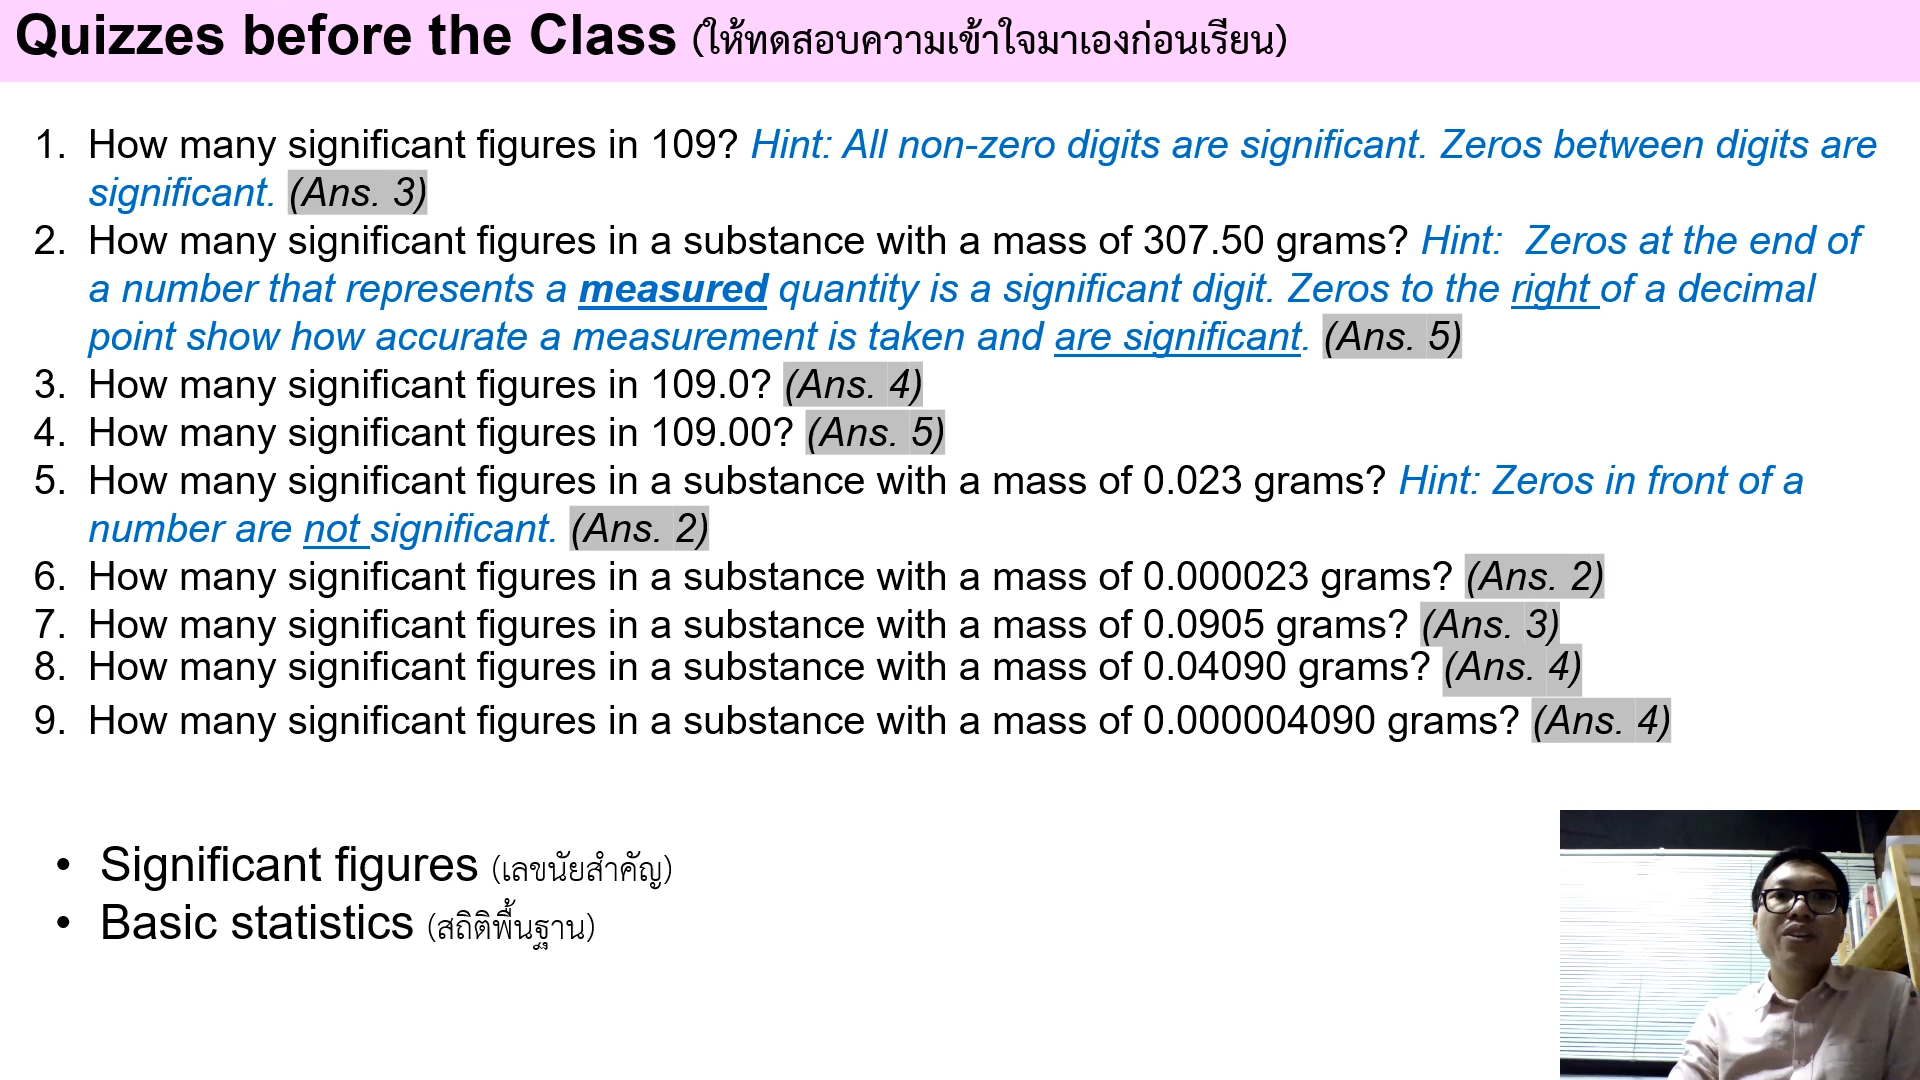 Quizzes before the Class (ให้ทดสอบความเข้าใจมาเองก่อนเรียน)
1. How many significant figures in 109? Hint: All non-zero digits are significant. Zeros between digits are
significant. (Ans. 3)
2. How many significant figures in a substance with a mass of 307.50 grams? Hint: Zeros at the end of
a number that represents a measured quantity is a significant digit. Zeros to the right of a decimal
point show how accurate a measurement is taken and are significant. (Ans. 5)
3. How many significant figures in 109.0? (Ans. 4)
4. How many significant figures in 109.00? (Ans. 5)
5. How many significant figures in a substance with a mass of 0.023 grams? Hint: Zeros in front of a
number are not significant. (Ans. 2)
6. How many significant figures in a substance with a mass of 0.000023 grams? (Ans. 2)
7. How many significant figures in a substance with a mass of 0.0905 grams? (Ans. 3)
8. How many significant figures in a substance with a mass of 0.04090 grams? (Ans. 4)
9. How many significant figures in a substance with a mass of 0.000004090 grams? (Ans. 4)
• Significant figures (เลขนัยสำคัญ)
• Basic statistics (สถิติพื้นฐาน)